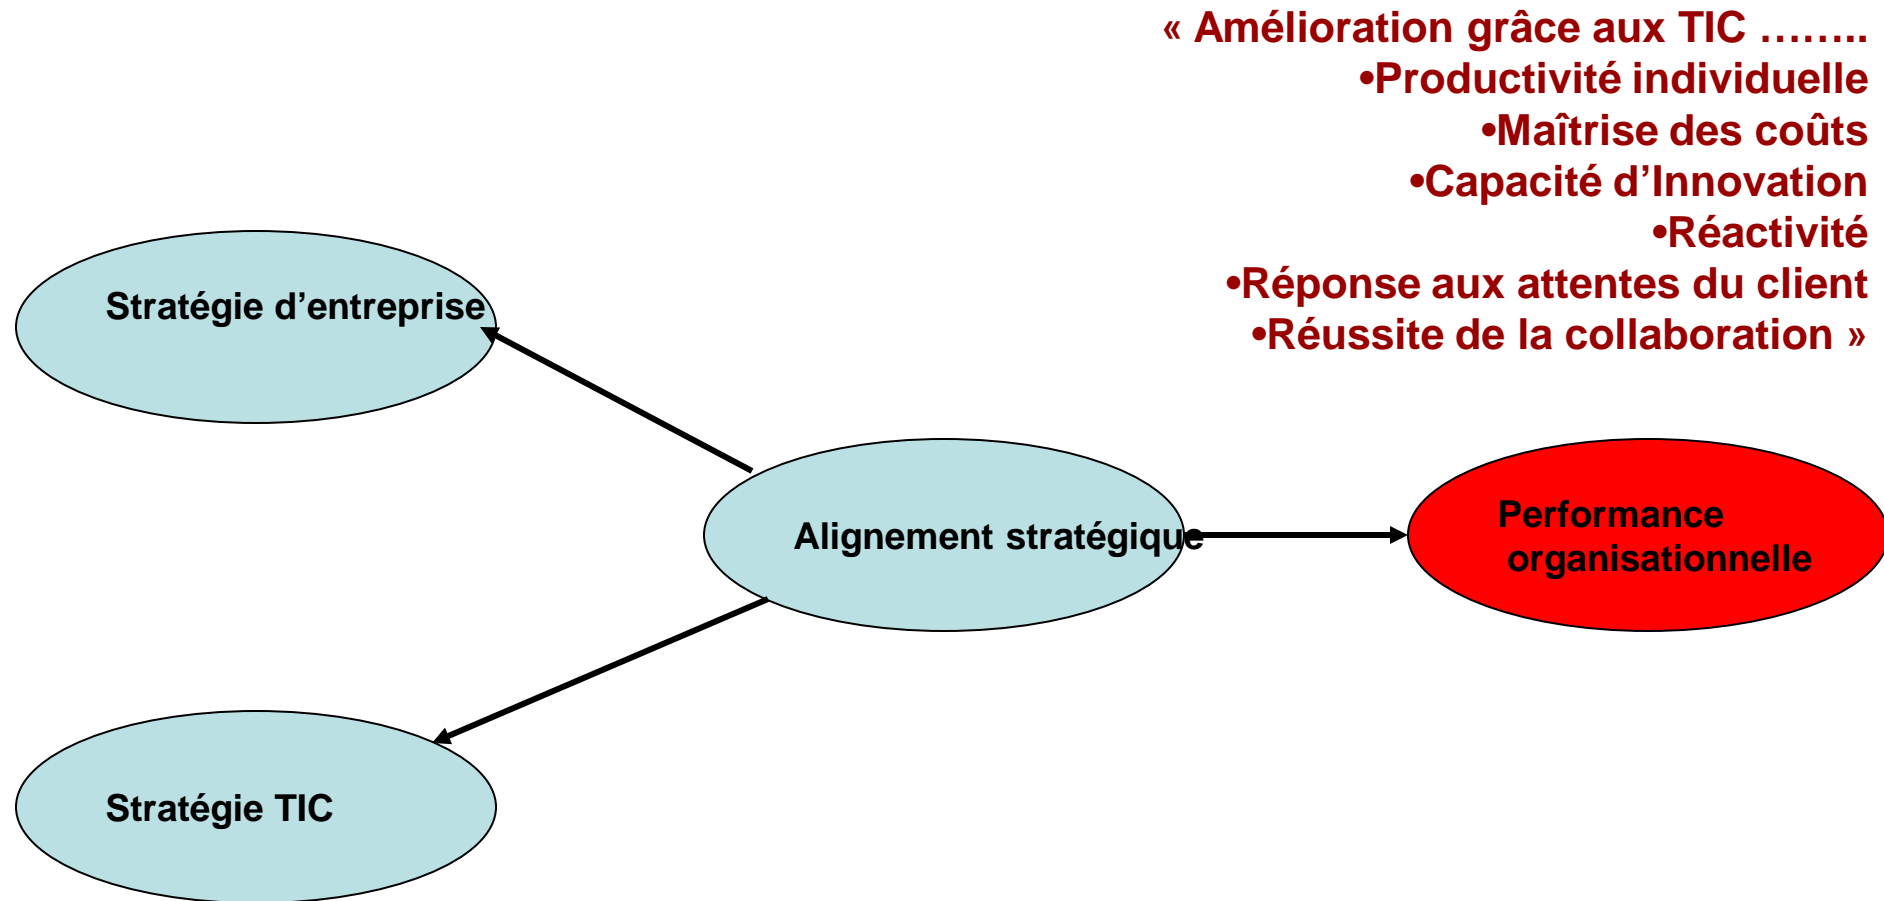 « Amélioration grâce aux TIC ……..
•Productivité individuelle
•Maîtrise des coûts
•Capacité d’Innovation
•Réactivité
•Réponse aux attentes du client
•Réussite de la collaboration »
Stratégie d’entreprise
Alignement stratégique
Performance
organisationnelle
Stratégie TIC